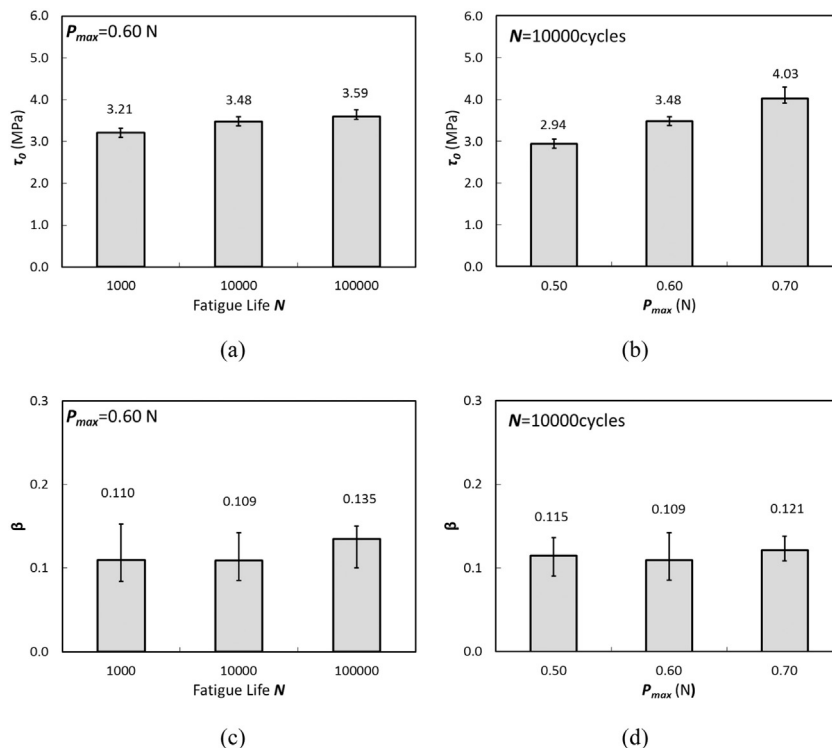 P_max=0.60 N
6.0
5.0
4.0
3.0
2.0
1.0
0.0
τ₀ (MPa)
3.21
3.48
3.59
1000
10000
100000
Fatigue Life N
(a)
N=10000cycles
6.0
5.0
4.0
3.0
2.0
1.0
0.0
τ₀ (MPa)
2.94
3.48
4.03
0.50
0.60
0.70
P_max (N)
(b)
P_max=0.60 N
0.3
0.2
0.1
0.0
β
0.110
0.109
0.135
1000
10000
100000
Fatigue Life N
(c)
N=10000cycles
0.3
0.2
0.1
0.0
β
0.115
0.109
0.121
0.50
0.60
0.70
P_max (N)
(d)